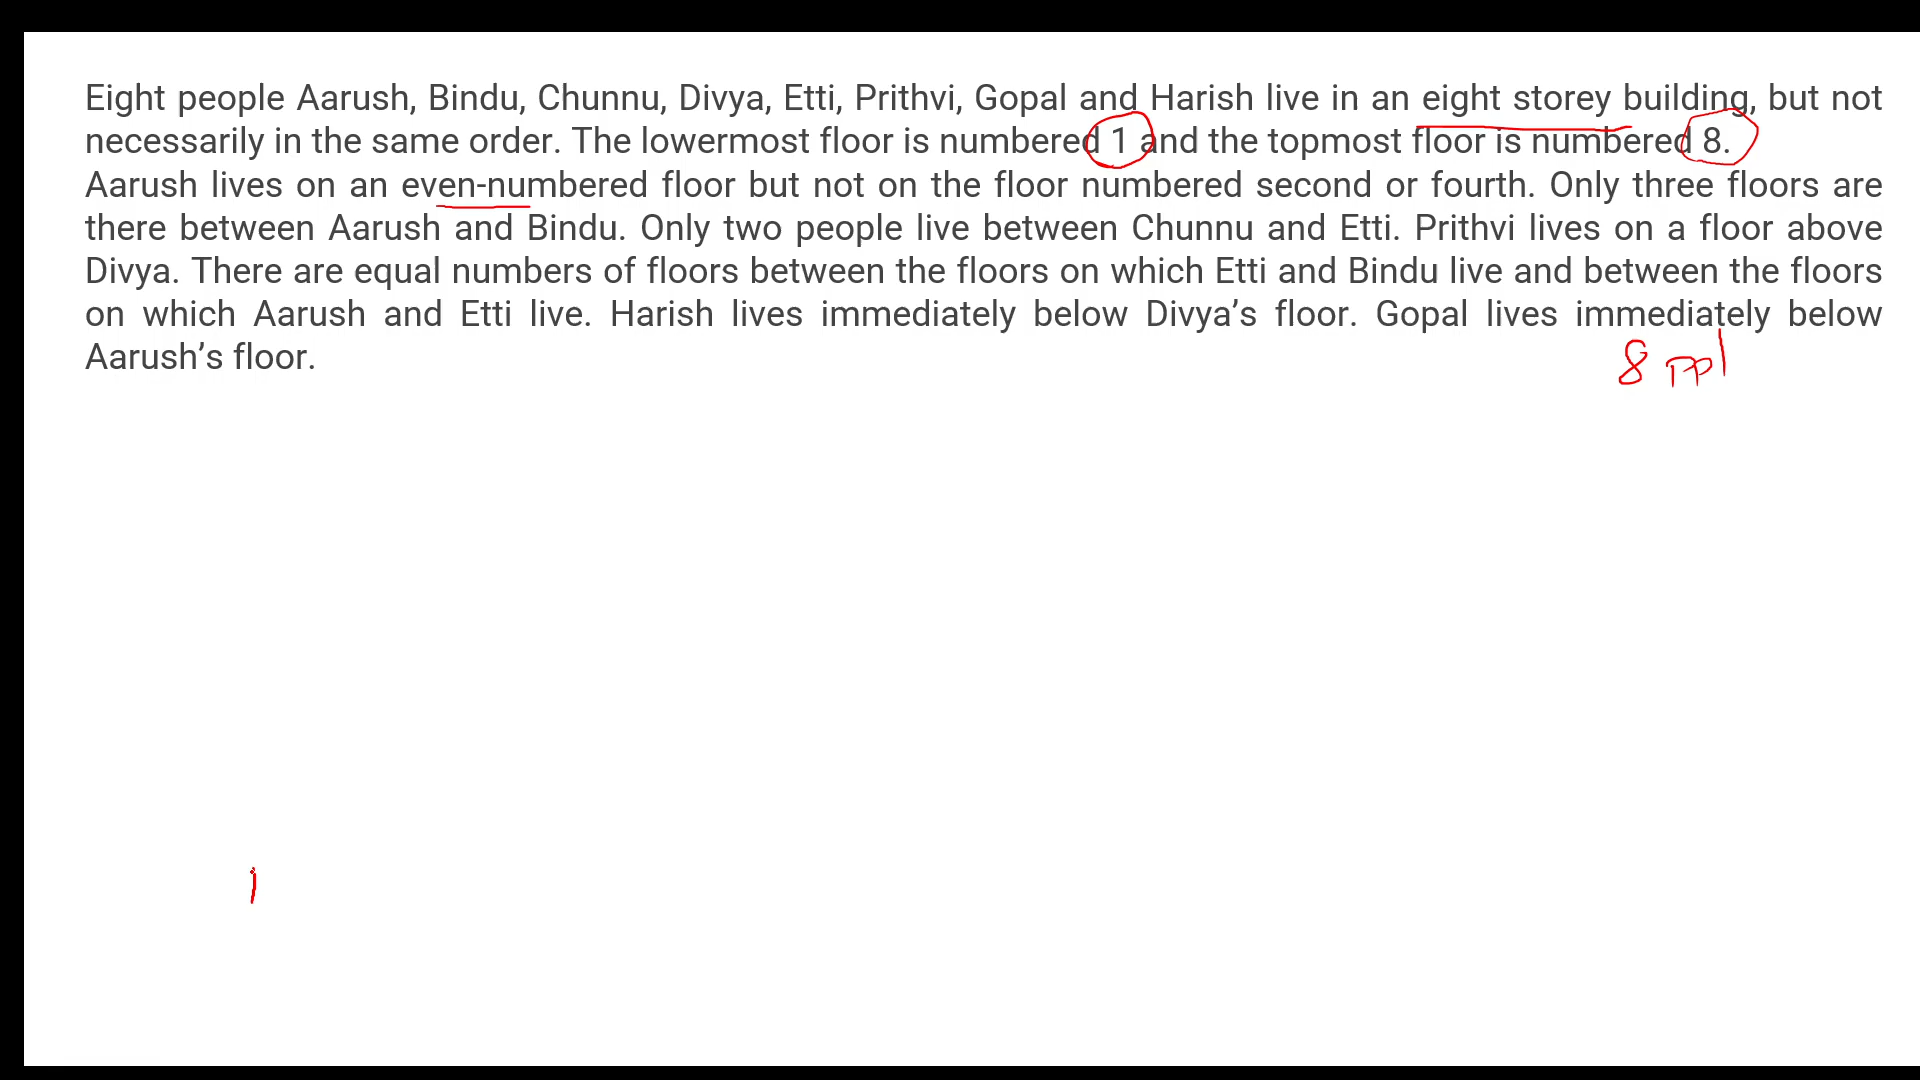 Eight people Aarush, Bindu, Chunnu, Divya, Etti, Prithvi, Gopal and Harish live in an eight storey building, but not
necessarily in the same order. The lowermost floor is numbered 1 and the topmost floor is numbered 8.
Aarush lives on an even-numbered floor but not on the floor numbered second or fourth. Only three floors are
there between Aarush and Bindu. Only two people live between Chunnu and Etti. Prithvi lives on a floor above
Divya. There are equal numbers of floors between the floors on which Etti and Bindu live and between the floors
on which Aarush and Etti live. Harish lives immediately below Divya’s floor. Gopal lives immediately below
Aarush’s floor.
8 ppl
1